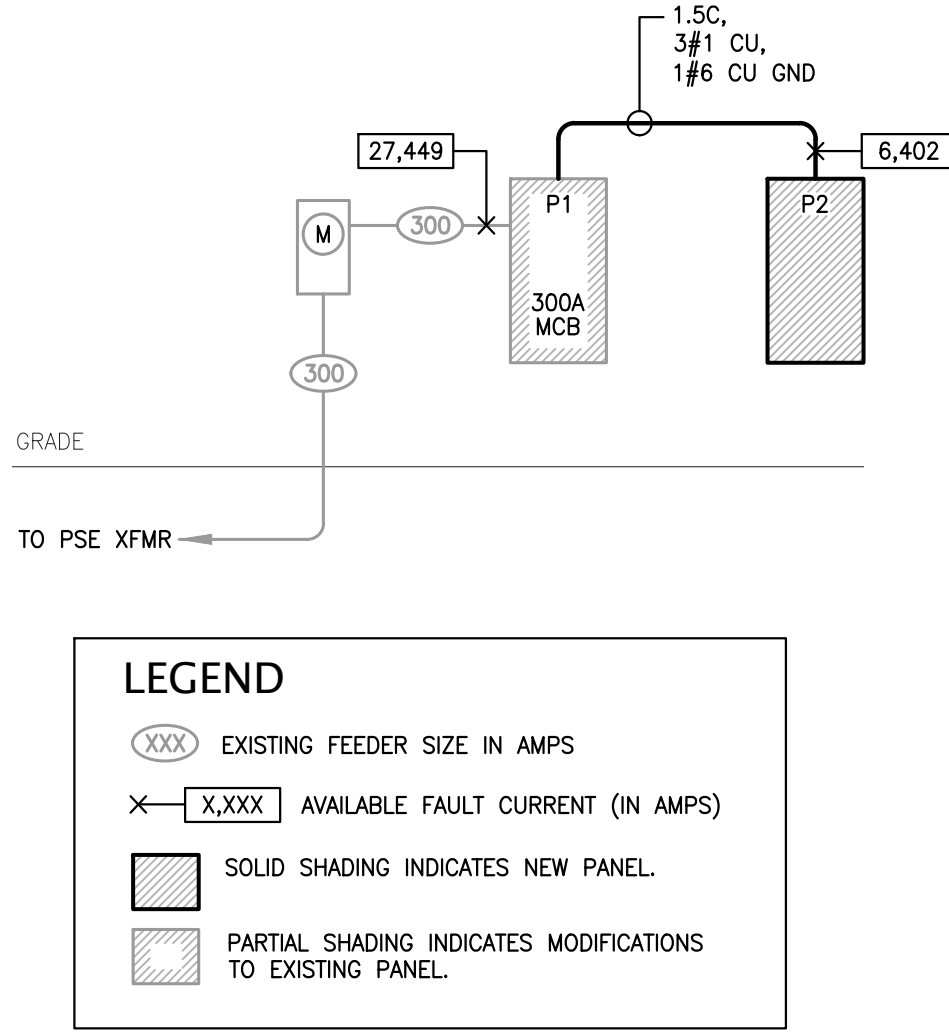 1.5C,
3#1 CU,
1#6 CU GND
27,449
6,402
P1
P2
M
300
300A
MCB
300
GRADE
TO PSE XFMR
LEGEND
XXX EXISTING FEEDER SIZE IN AMPS
X,XXX AVAILABLE FAULT CURRENT (IN AMPS)
SOLID SHADING INDICATES NEW PANEL.
PARTIAL SHADING INDICATES MODIFICATIONS
TO EXISTING PANEL.